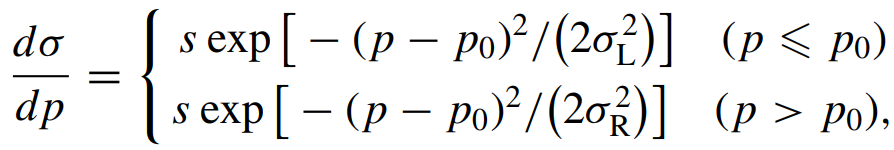 dσ/dp = { s exp[ − (p − p₀)²/(2σ_L²)] (p ⩽ p₀)
s exp[ − (p − p₀)²/(2σ_R²)] (p > p₀),